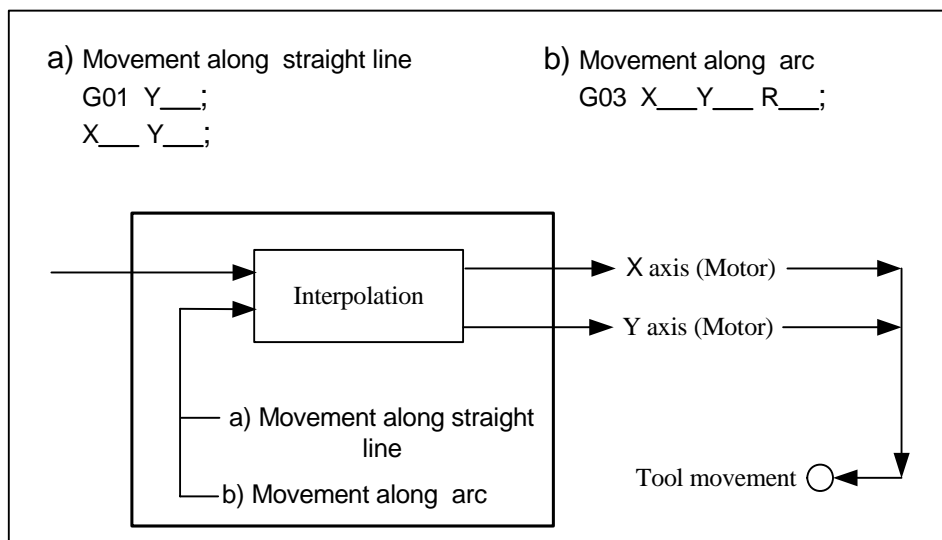 a) Movement along straight line
G01 Y___;
X___ Y___;
b) Movement along arc
G03 X___Y___ R___;
Interpolation
X axis (Motor)
Y axis (Motor)
a) Movement along straight
line
b) Movement along arc
Tool movement